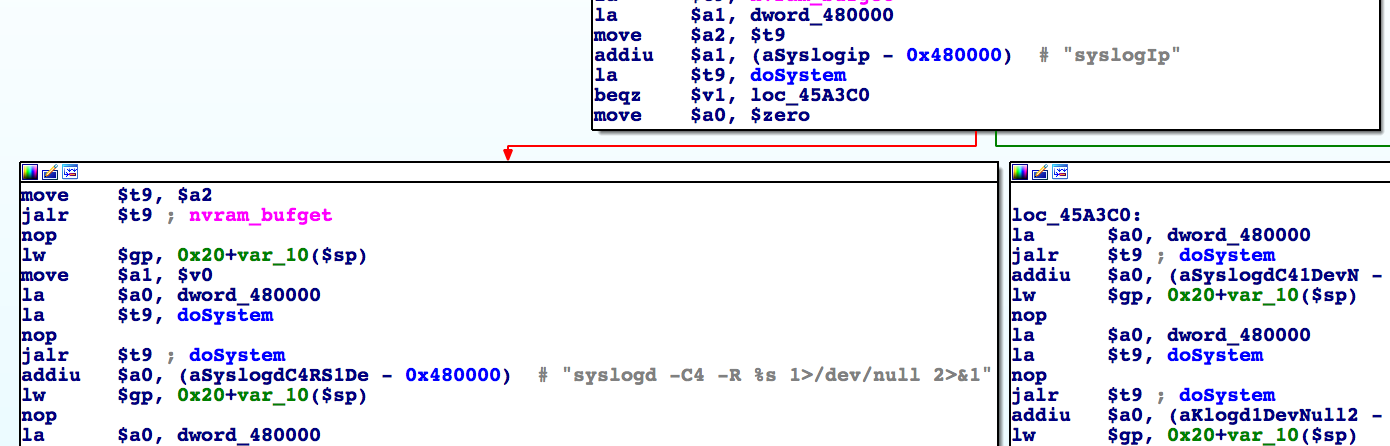 la $a1, dword_480000
move $a2, $t9
addiu $a1, (aSyslogip - 0x480000) # "syslogIp"
la $t9, doSystem
beqz $v1, loc_45A3C0
move $a0, $zero
move $t9, $a2
jalr $t9 ; nvram_bufget
nop
lw $gp, 0x20+var_10($sp)
move $a1, $v0
la $a0, dword_480000
la $t9, doSystem
nop
jalr $t9 ; doSystem
addiu $a0, (aSyslogdC4RS1De - 0x480000) # "syslogd -C4 -R %s 1>/dev/null 2>&1"
lw $gp, 0x20+var_10($sp)
nop
la $a0, dword_480000
loc_45A3C0:
la $a0, dword_480000
jalr $t9 ; doSystem
addiu $a0, (aSyslogdC41DevN -
lw $gp, 0x20+var_10($sp)
nop
la $a0, dword_480000
la $t9, doSystem
nop
jalr $t9 ; doSystem
addiu $a0, (aKlogd1DevNull2 -
lw $gp, 0x20+var_10($sp)